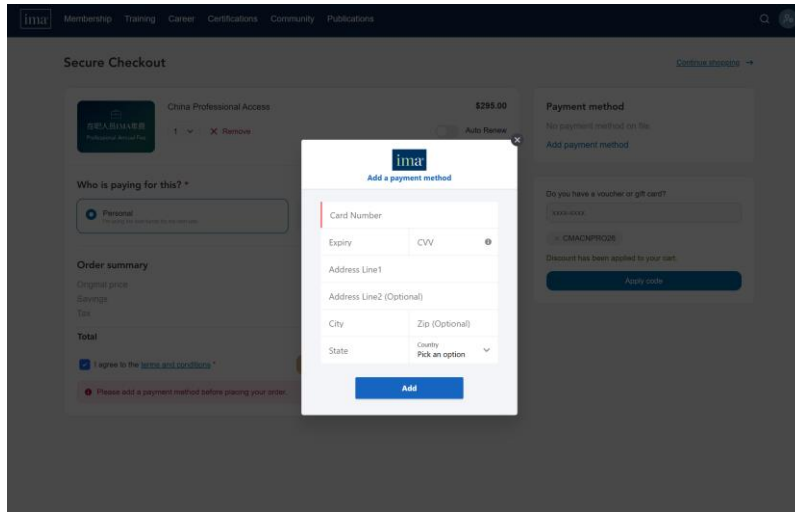 ima
Membership Training Career Certifications Community Publications
Secure Checkout
Continue shopping →
China Professional Access
$295.00
1
× Remove
Auto Renew
Professional Annual Fee
Payment method
No payment method on file.
Add payment method
ima
Add a payment method
Card Number
Expiry CVV
Address Line1
Address Line2 (Optional)
City Zip (Optional)
State
Country
Pick an option
Add
Who is paying for this? *
Personal
Do you have a voucher or gift card?
xxxx-xxxx
× CMACNPRO26
Discount has been applied to your cart.
Apply code
Order summary
Original price
Savings
Tax
Total
I agree to the terms and conditions *
Please add a payment method before placing your order.